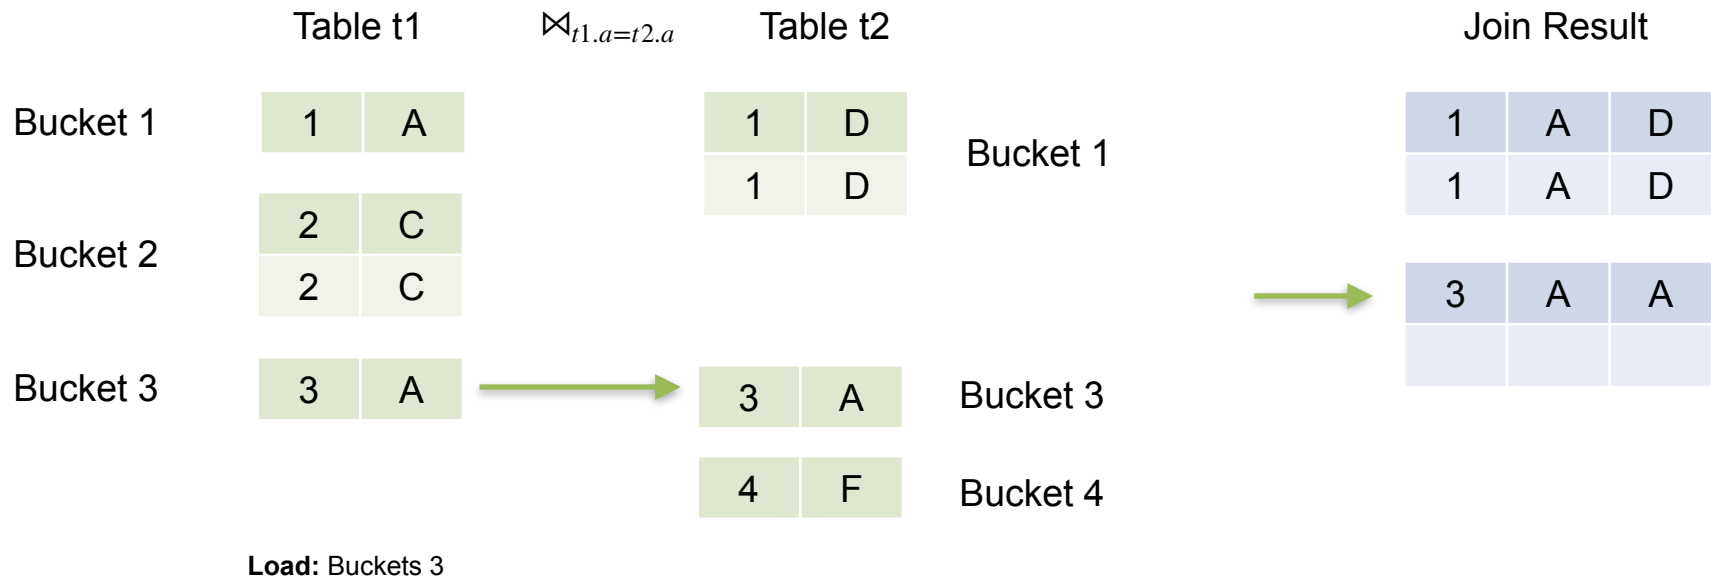 Table t1 ⋈t1.a=t2.a Table t2 Join Result
Bucket 1 1 A 1 D 1 A D
Bucket 1
1 D 1 A D
2 C
Bucket 2
2 C 3 A A
Bucket 3 3 A 3 A Bucket 3
4 F Bucket 4
Load: Buckets 3